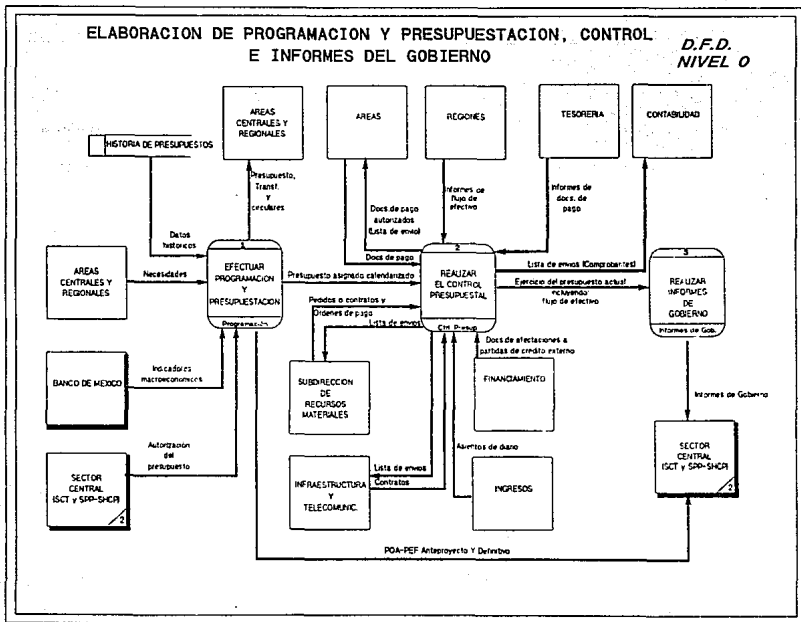 ELABORACION DE PROGRAMACION Y PRESUPUESTACION, CONTROL
E INFORMES DEL GOBIERNO
D.F.D.
NIVEL 0
HISTORIA DE PRESUPUESTOS
AREAS
CENTRALES Y
REGIONALES
AREAS
REGIONES
TESORERIA
CONTABILIDAD
Presupuesto,
Transf.
y
circulares
Docs de pago
autorizados
(Lista de envio)
Informes de
flujo de
efectivo
Informes de
docs. de
pago
Datos
historicos
Docs de pago
AREAS
CENTRALES Y
REGIONALES
Necesidades
1
EFECTUAR
PROGRAMACION
Y
PRESUPUESTACION
Programación
Presupuesto asignado calendarizado
2
REALIZAR
EL CONTROL
PRESUPUESTAL
Ctrl. Presup
Lista de envios (Comprobantes)
Ejercicio del presupuesto actual
incluyendo
flujo de efectivo
3
REALIZAR
INFORMES
DE
GOBIERNO
Informes de Gob.
Pedidos o contratos y
Ordenes de pago
Lista de envios
Docs de afectaciones a
partidas de crédito externo
BANCO DE MEXICO
Indicadores
macroeconomicos
SUBDIRECCION
DE
RECURSOS
MATERIALES
FINANCIAMIENTO
Informes de Gobierno
Autorización
del
presupuesto
SECTOR
CENTRAL
(SCT y SPP-SHCP)
2
Asientos de diario
Lista de envios
Contratos
INFRAESTRUCTURA
Y
TELECOMUNIC.
INGRESOS
SECTOR
CENTRAL
(SCT y SPP-SHCP)
2
POA-PEF Anteproyecto Y Definitivo